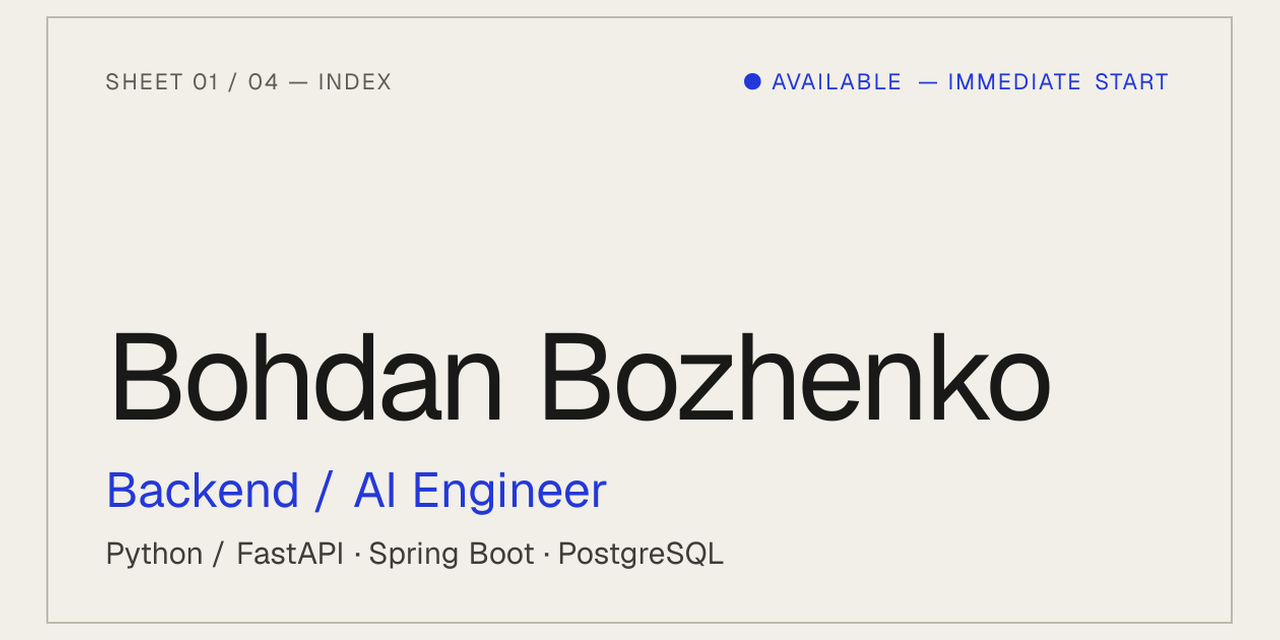 SHEET 01 / 04 — INDEX
AVAILABLE — IMMEDIATE START
Bohdan Bozhenko
Backend / AI Engineer
Python / FastAPI · Spring Boot · PostgreSQL